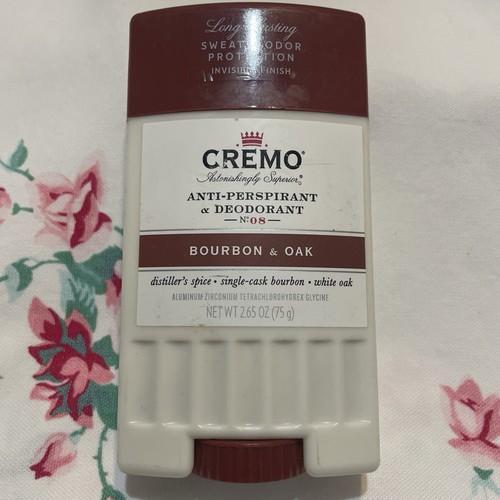 Long-Lasting
SWEAT & ODOR
PROTECTION
INVISIBLE FINISH
CREMO
Astonishingly Superior
ANTI-PERSPIRANT
& DEODORANT
Nº 08
BOURBON & OAK
distiller's spice • single-cask bourbon • white oak
ALUMINUM ZIRCONIUM TETRACHLOROHYDREX GLYCINE
NET WT 2.65 OZ (75 g)